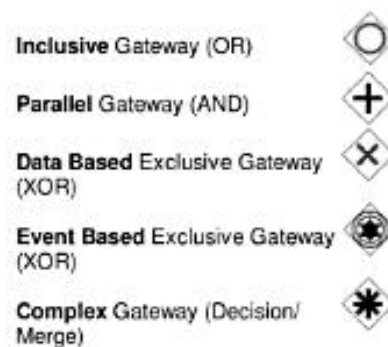 Inclusive Gateway (OR)
Parallel Gateway (AND)
Data Based Exclusive Gateway
(XOR)
Event Based Exclusive Gateway
(XOR)
Complex Gateway (Decision/
Merge)